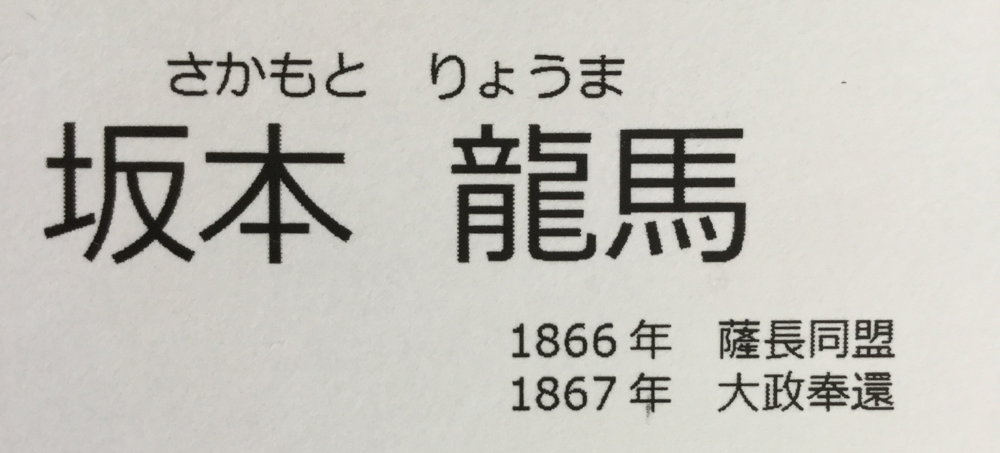 さかもと　りょうま
坂本　龍馬
1866年　薩長同盟
1867年　大政奉還